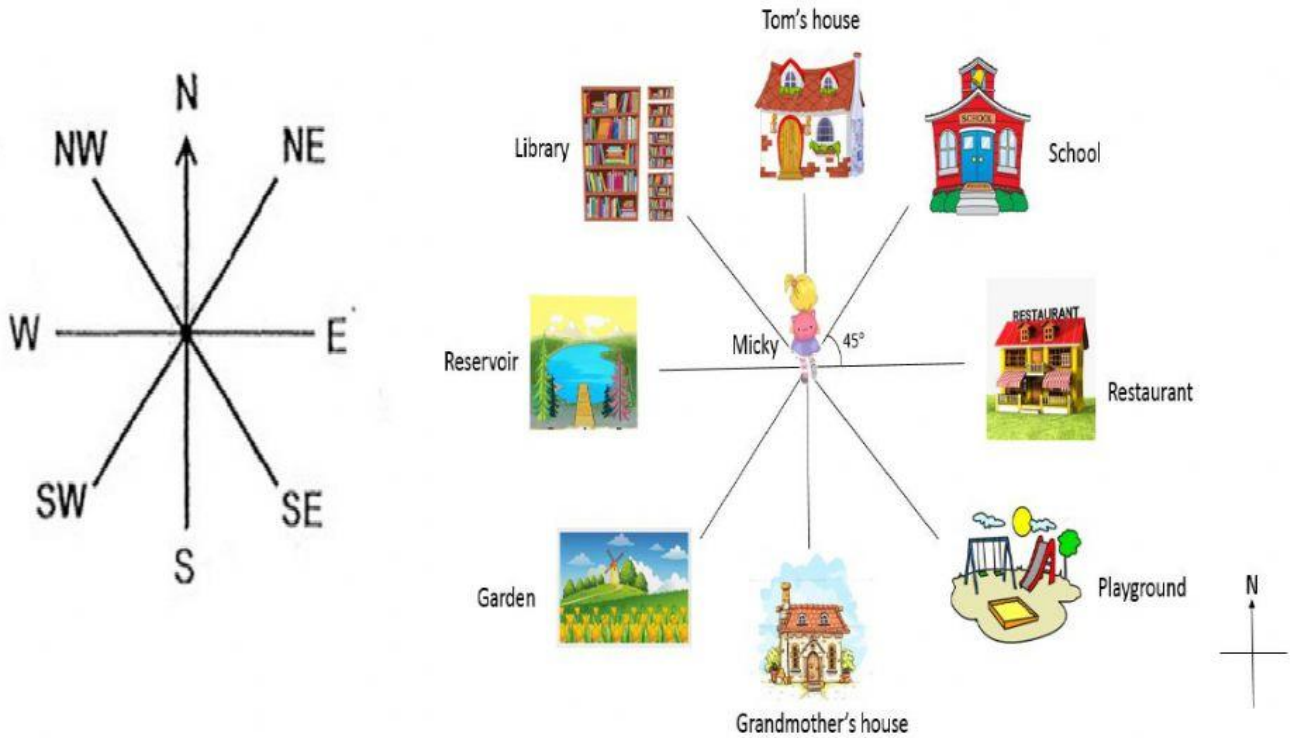 N
NW
NE
W
E
SW
SE
S
Tom's house
Library
SCHOOL
School
Reservoir
Micky
45°
RESTAURANT
Restaurant
Garden
Playground
N
Grandmother's house